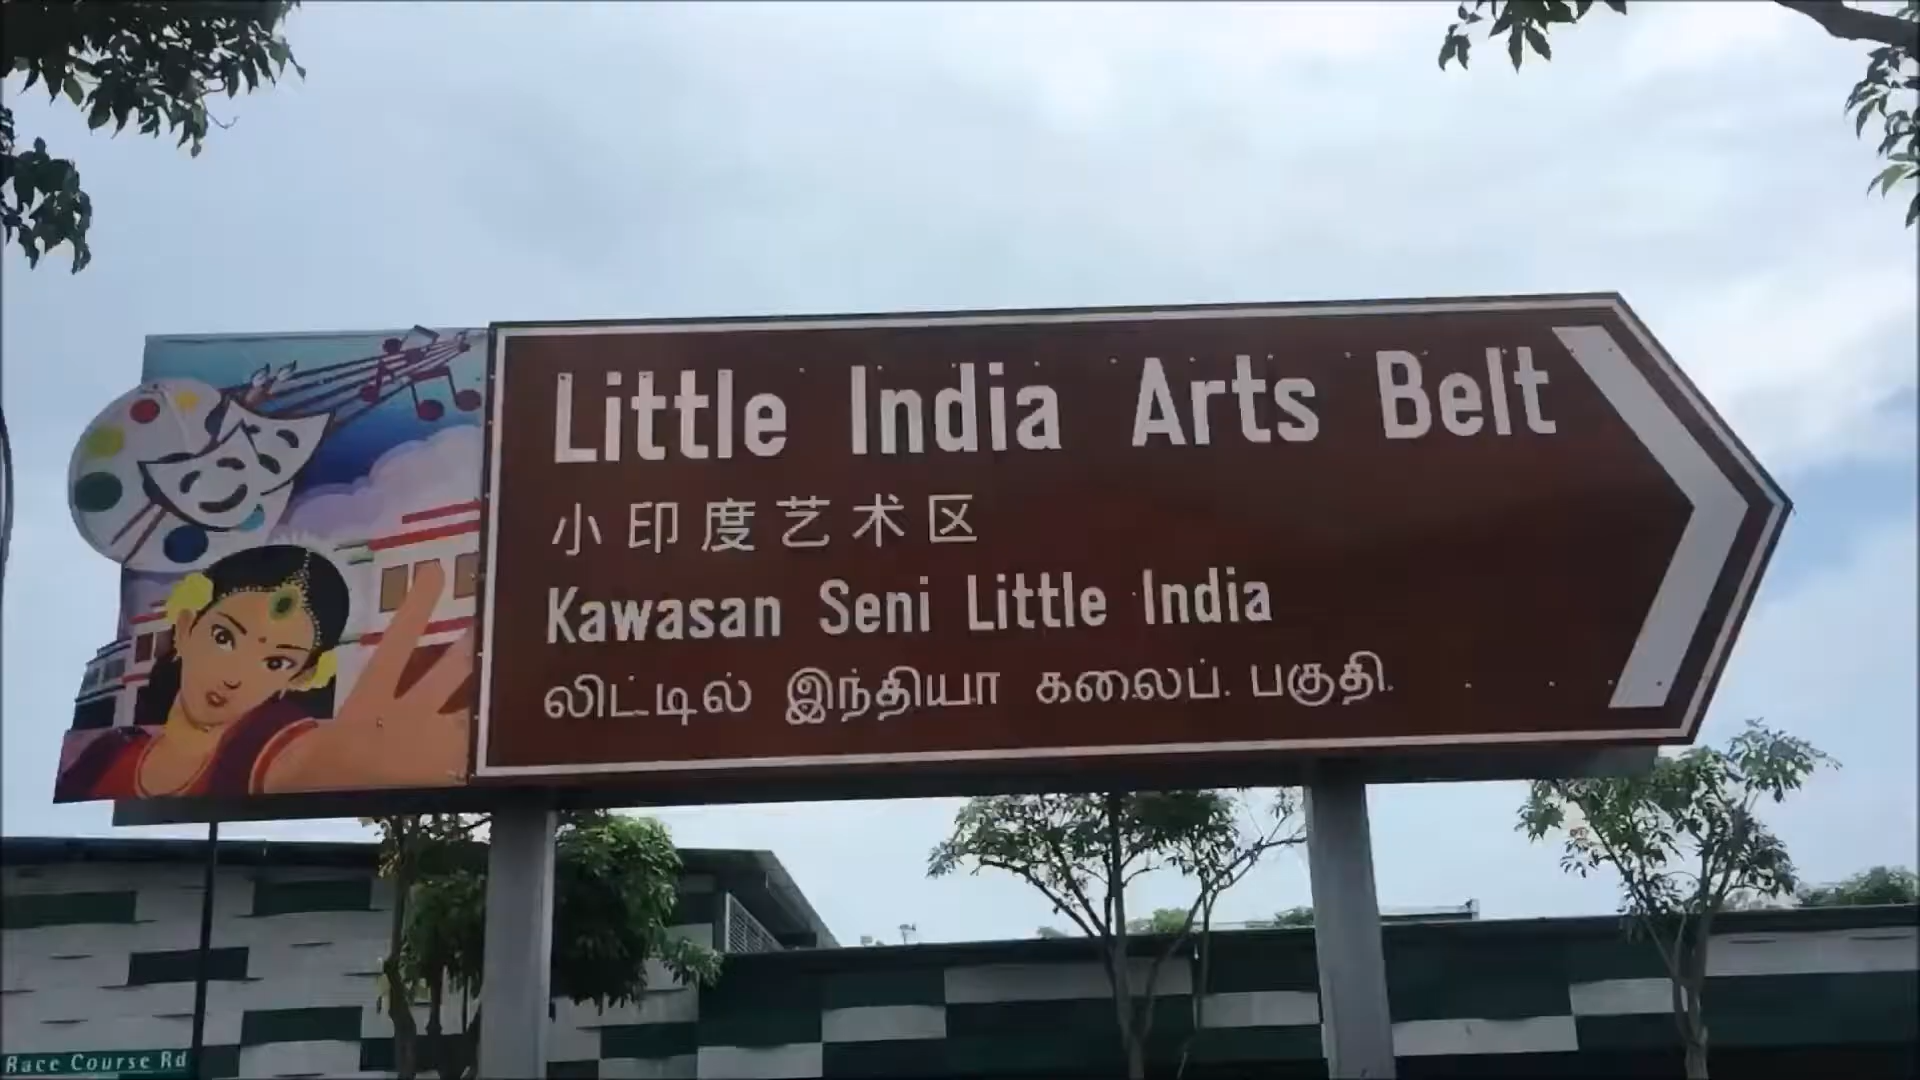 Little India Arts Belt
小印度艺术区
Kawasan Seni Little India
லிட்டில் இந்தியா கலைப் பகுதி
Race Course Rd